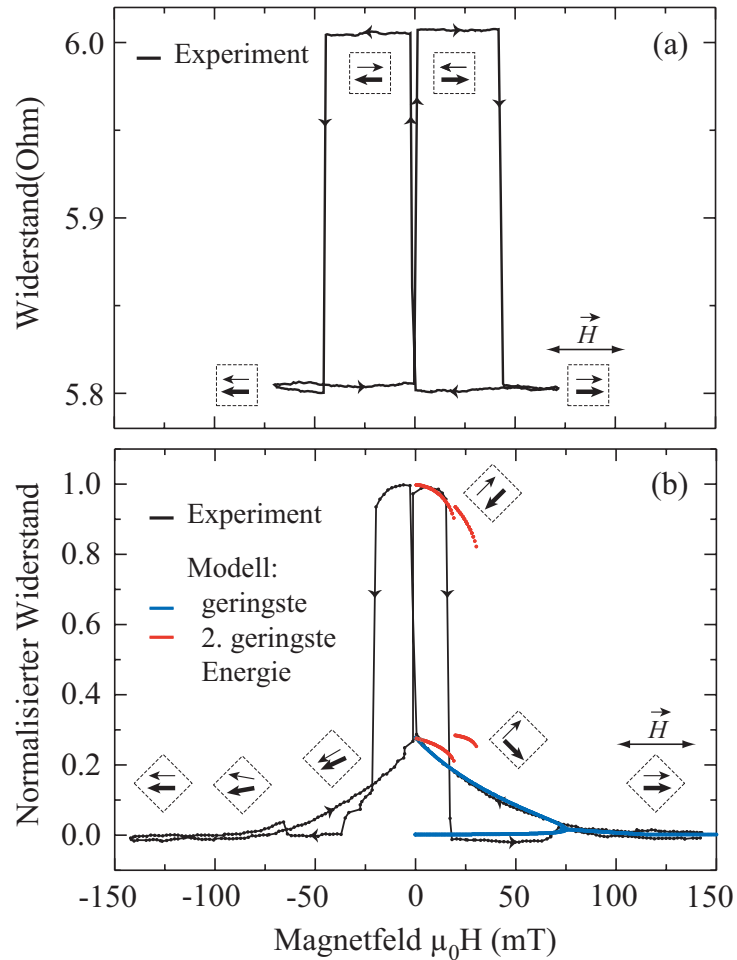 6.0
(a)
Experiment
5.9
Widerstand(Ohm)
H
5.8
(b)
1.0
Experiment
0.8
Modell:
geringste
0.6
2. geringste
Energie
0.4
Normalisierter Widerstand
H
0.2
0.0
-150 -100 -50 0 50 100 150
Magnetfeld μ₀H (mT)